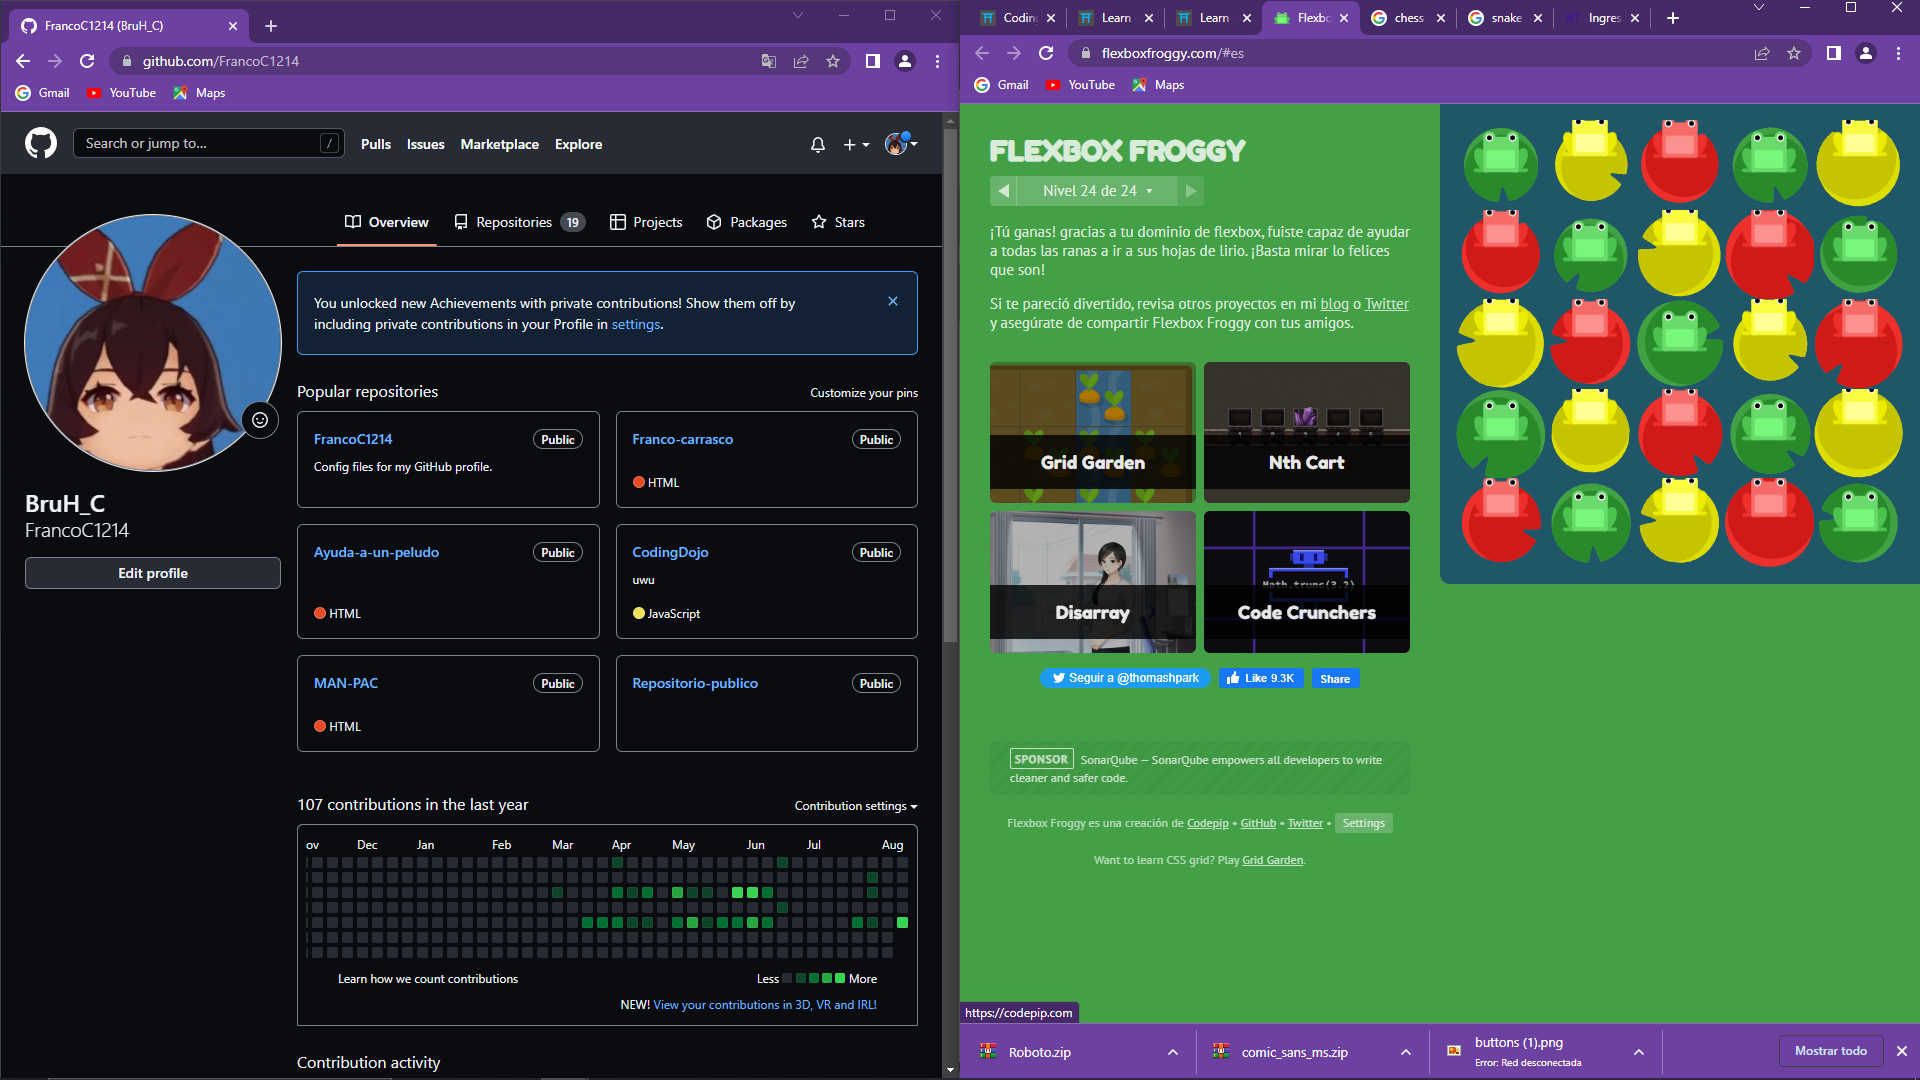 FrancoC1214 (BruH_C)
github.com/FrancoC1214
Gmail
YouTube
Maps
Search or jump to...
/
Pulls
Issues
Marketplace
Explore
Overview
Repositories 19
Projects
Packages
Stars
You unlocked new Achievements with private contributions! Show them off by
including private contributions in your Profile in settings.
Popular repositories
Customize your pins
FrancoC1214
Public
Config files for my GitHub profile.
Franco-carrasco
Public
HTML
Ayuda-a-un-peludo
Public
HTML
CodingDojo
Public
uwu
JavaScript
MAN-PAC
Public
HTML
Repositorio-publico
Public
BruH_C
FrancoC1214
Edit profile
107 contributions in the last year
Contribution settings
ov Dec Jan Feb Mar Apr May Jun Jul Aug
Learn how we count contributions
Less More
NEW! View your contributions in 3D, VR and IRL!
Contribution activity
Codin
Learn
Learn
Flexbo
chess
snake
Ingres
flexboxfroggy.com/#es
Gmail
YouTube
Maps
FLEXBOX FROGGY
Nivel 24 de 24
¡Tú ganas! gracias a tu dominio de flexbox, fuiste capaz de ayudar
a todas las ranas a ir a sus hojas de lirio. ¡Basta mirar lo felices
que son!
Si te pareció divertido, revisa otros proyectos en mi blog o Twitter
y asegúrate de compartir Flexbox Froggy con tus amigos.
Grid Garden
1 2 3 4 5
Nth Cart
Disarray
Math.trunc(3.2)
Code Crunchers
Seguir a @thomashpark
Like 9.3K
Share
SPONSOR SonarQube — SonarQube empowers all developers to write
cleaner and safer code.
Flexbox Froggy es una creación de Codepip • GitHub • Twitter • Settings
Want to learn CSS grid? Play Grid Garden.
https://codepip.com
Roboto.zip
comic_sans_ms.zip
buttons (1).png
Error: Red desconectada
Mostrar todo